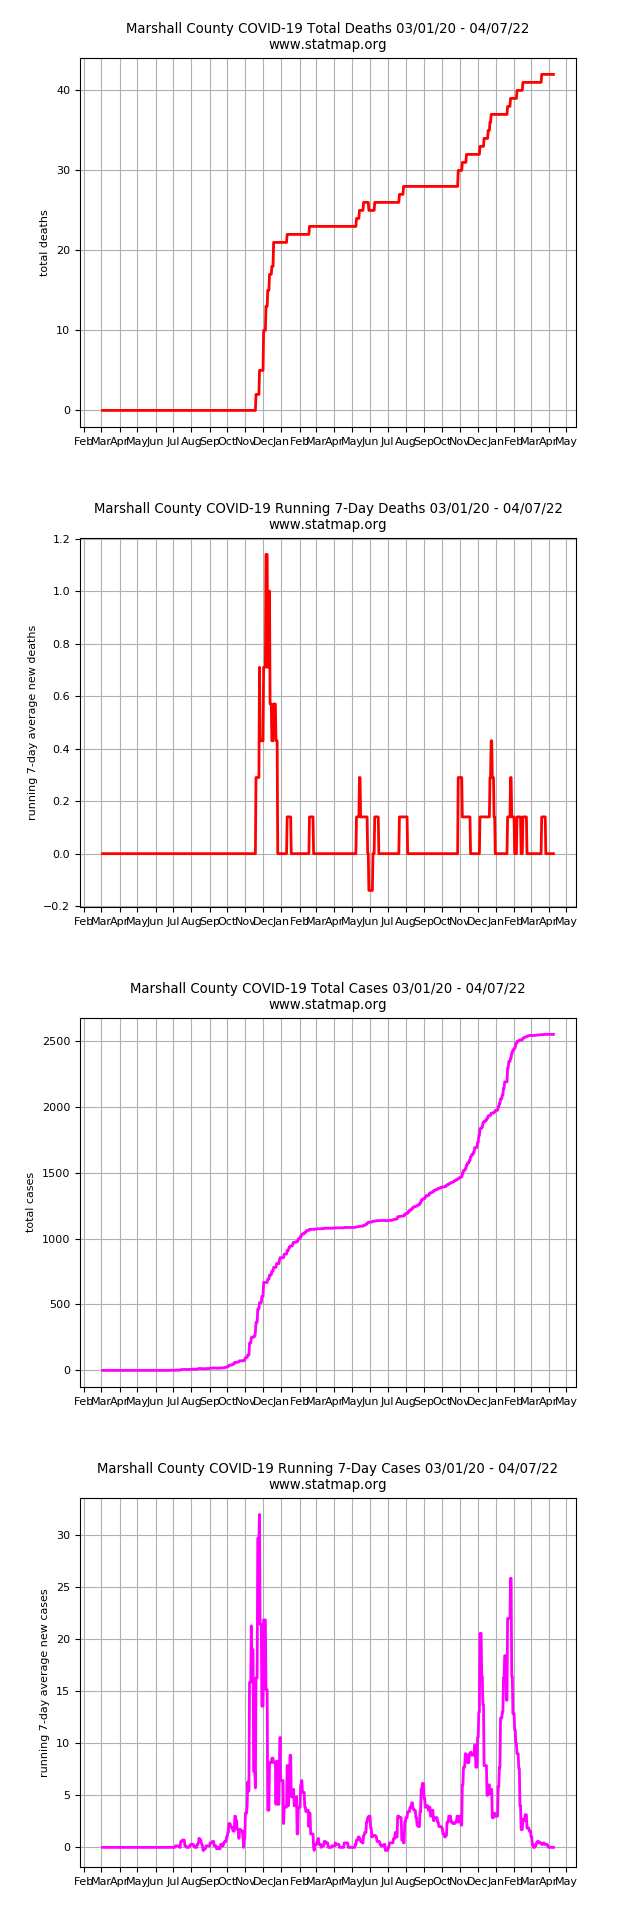 Marshall County COVID-19 Total Deaths 03/01/20 - 04/07/22
www.statmap.org
40
30
20
10
0
total deaths
Feb Mar Apr May Jun Jul Aug Sep Oct Nov Dec Jan Feb Mar Apr May Jun Jul Aug Sep Oct Nov Dec Jan Feb Mar Apr May
Marshall County COVID-19 Running 7-Day Deaths 03/01/20 - 04/07/22
www.statmap.org
1.2
1.0
0.8
0.6
0.4
0.2
0.0
−0.2
running 7-day average new deaths
Feb Mar Apr May Jun Jul Aug Sep Oct Nov Dec Jan Feb Mar Apr May Jun Jul Aug Sep Oct Nov Dec Jan Feb Mar Apr May
Marshall County COVID-19 Total Cases 03/01/20 - 04/07/22
www.statmap.org
2500
2000
1500
1000
500
0
total cases
Feb Mar Apr May Jun Jul Aug Sep Oct Nov Dec Jan Feb Mar Apr May Jun Jul Aug Sep Oct Nov Dec Jan Feb Mar Apr May
Marshall County COVID-19 Running 7-Day Cases 03/01/20 - 04/07/22
www.statmap.org
30
25
20
15
10
5
0
running 7-day average new cases
Feb Mar Apr May Jun Jul Aug Sep Oct Nov Dec Jan Feb Mar Apr May Jun Jul Aug Sep Oct Nov Dec Jan Feb Mar Apr May